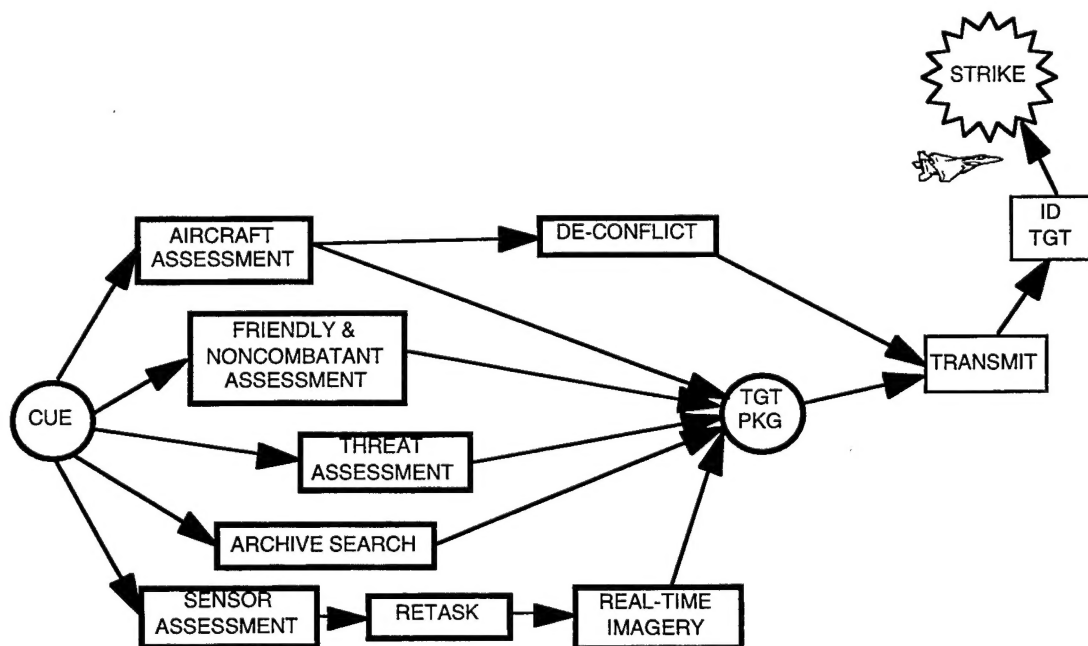 STRIKE
ID
TGT
AIRCRAFT
ASSESSMENT
DE-CONFLICT
FRIENDLY &
NONCOMBATANT
ASSESSMENT
TRANSMIT
CUE
TGT
PKG
THREAT
ASSESSMENT
ARCHIVE SEARCH
SENSOR
ASSESSMENT
RETASK
REAL-TIME
IMAGERY